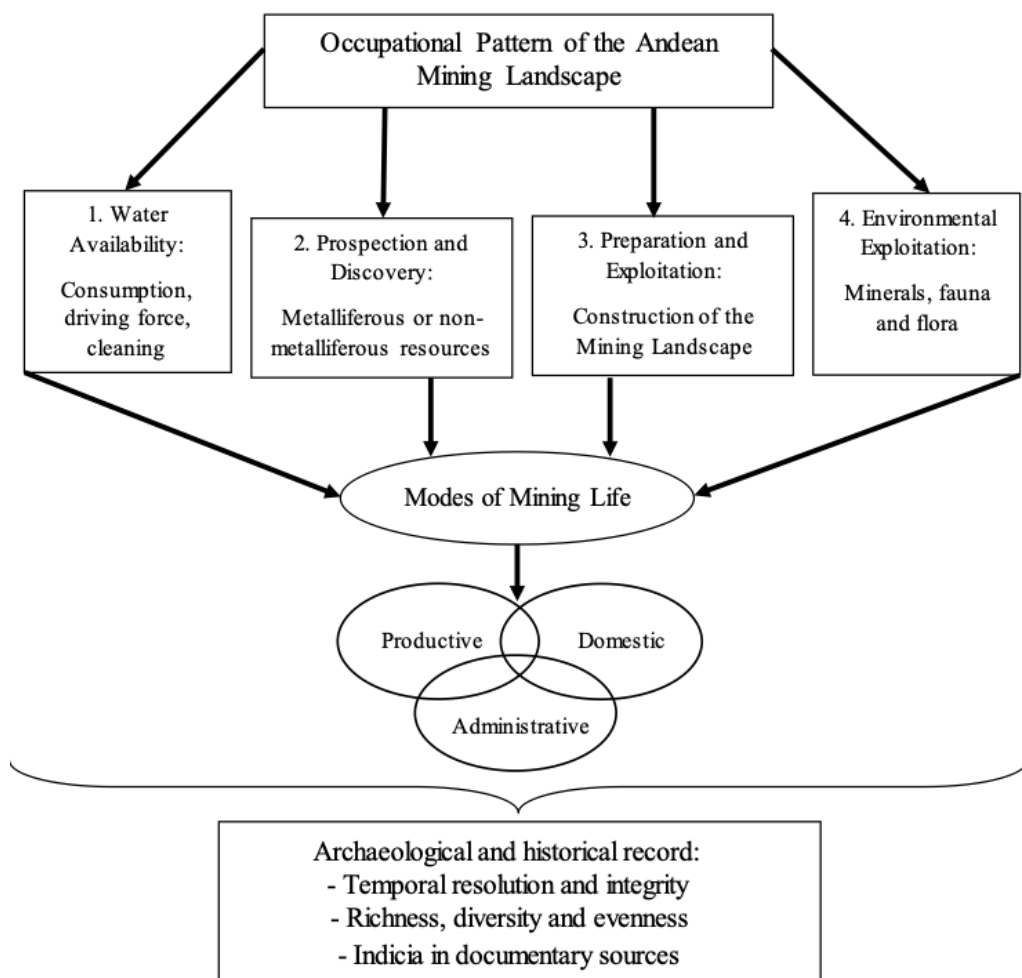 Occupational Pattern of the Andean
Mining Landscape
1. Water
Availability:
Consumption,
driving force,
cleaning
2. Prospection and
Discovery:
Metalliferous or non-
metalliferous resources
3. Preparation and
Exploitation:
Construction of the
Mining Landscape
4. Environmental
Exploitation:
Minerals, fauna
and flora
Modes of Mining Life
Productive
Domestic
Administrative
Archaeological and historical record:
- Temporal resolution and integrity
- Richness, diversity and evenness
- Indicia in documentary sources